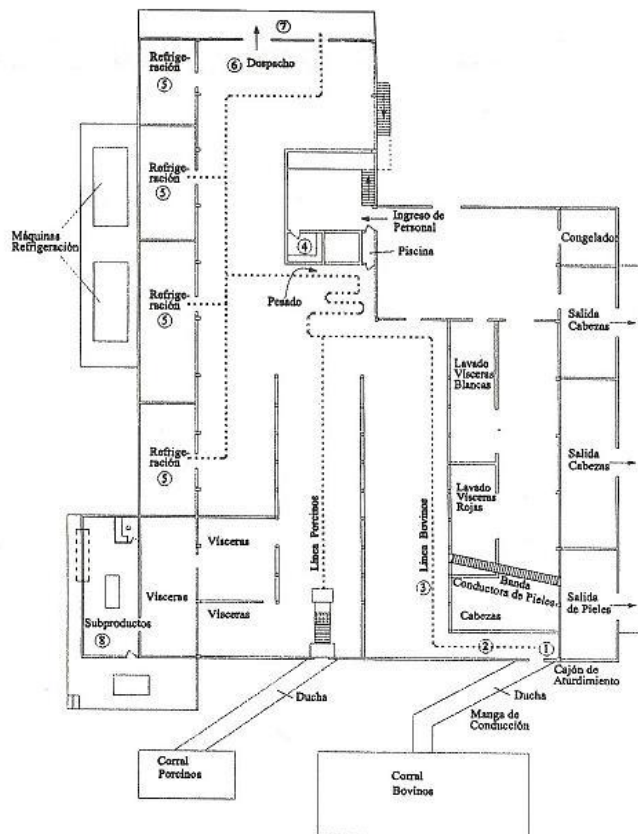 ⑦
Refrige-
ración
⑤
⑥
Despacho
Refrige-
ración
⑤
Máquinas
Refrigeración
Ingreso de
Personal
④
Piscina
Congelado
Refrige-
ración
⑤
Pesado
Salida
Cabezas
Lavado
Vísceras
Blancas
Refrige-
ración
⑤
Salida
Cabezas
Lavado
Vísceras
Rojas
Línea Porcinos
Línea Bovinos
Vísceras
③
Banda
Conductora de Pieles
Vísceras
Vísceras
Salida
de Pieles
Subproductos
⑧
Cabezas
②
①
Cajón de
Aturdimiento
Ducha
Ducha
Manga de
Conducción
Corral
Porcinos
Corral
Bovinos